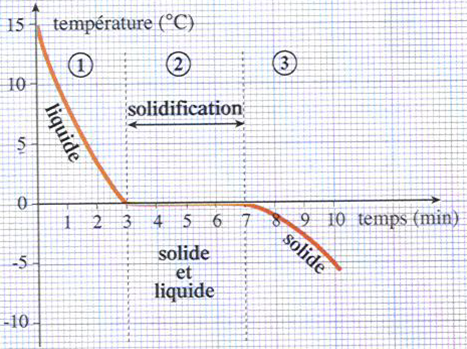 15 température (°C)
1 2 3
10
liquide
solidification
5
0
1 2 3 4 5 6 7 8 9 10 temps (min)
solide
et
liquide
solide
-5
-10